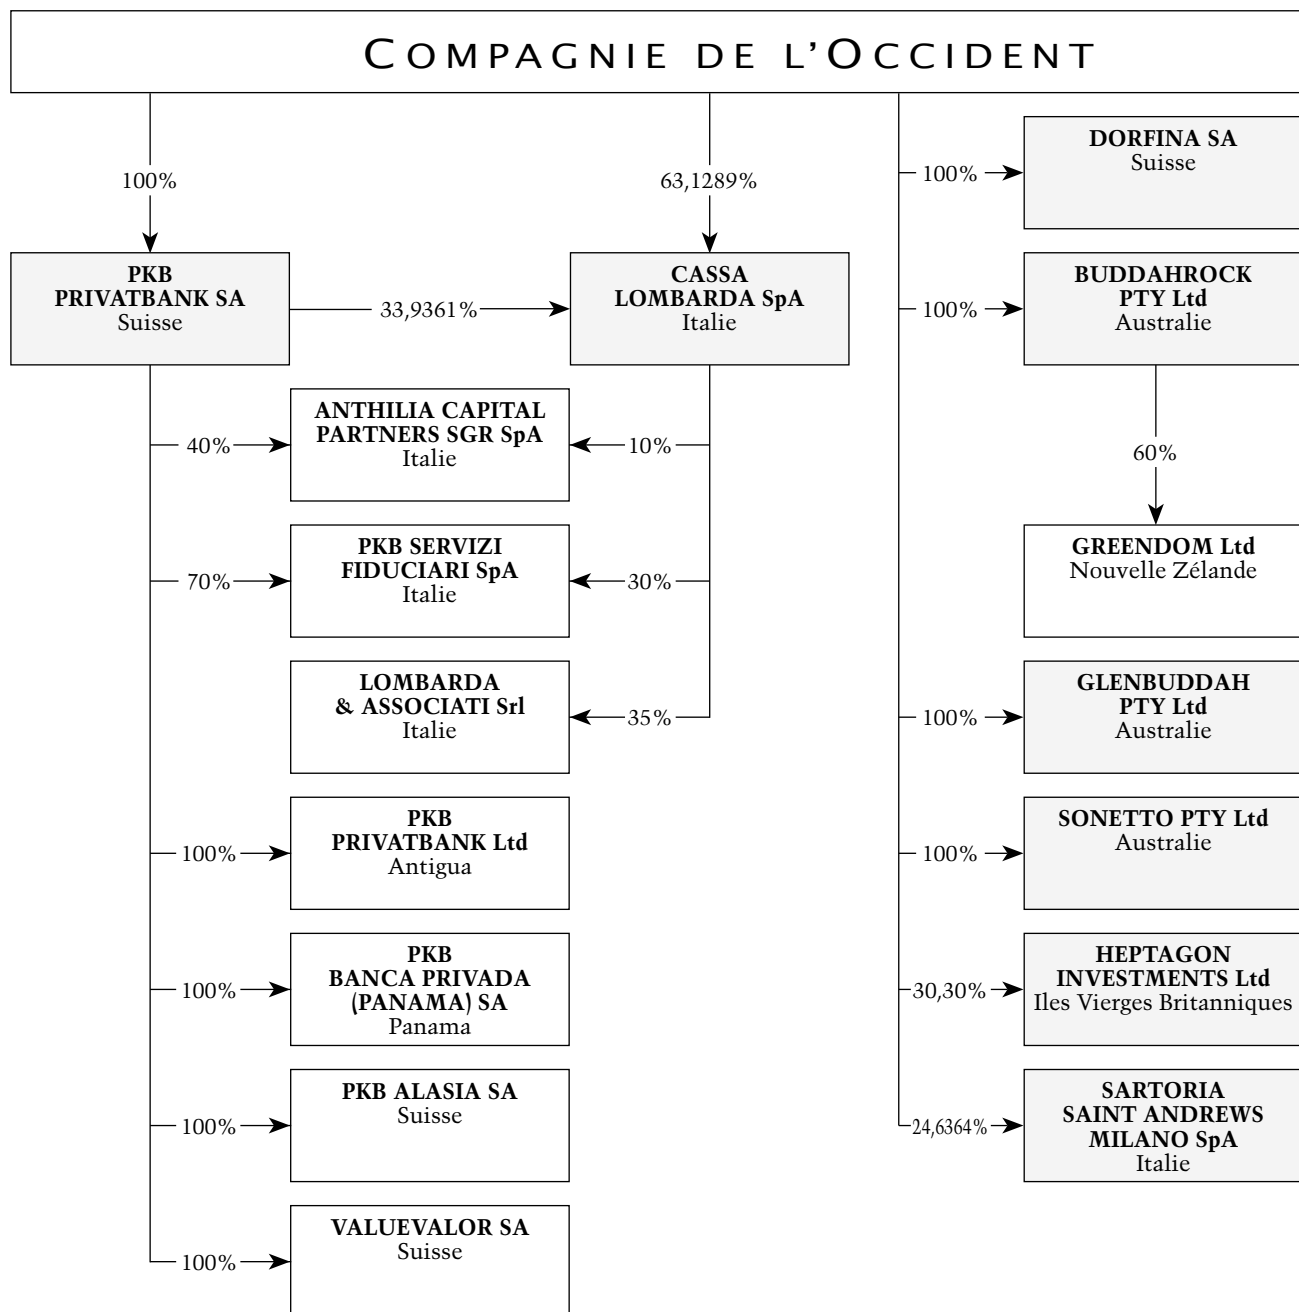 COMPAGNIE DE L'OCCIDENT
100%
63,1289%
100%
DORFINA SA
Suisse
PKB
PRIVATBANK SA
Suisse
33,9361%
CASSA
LOMBARDA SpA
Italie
100%
BUDDAHROCK
PTY Ltd
Australie
40%
ANTHILIA CAPITAL
PARTNERS SGR SpA
Italie
10%
60%
70%
PKB SERVIZI
FIDUCIARI SpA
Italie
30%
GREENDOM Ltd
Nouvelle Zélande
LOMBARDA
& ASSOCIATI Srl
Italie
35%
100%
GLENBUDDAH
PTY Ltd
Australie
100%
PKB
PRIVATBANK Ltd
Antigua
100%
SONETTO PTY Ltd
Australie
100%
PKB
BANCA PRIVADA
(PANAMA) SA
Panama
30,30%
HEPTAGON
INVESTMENTS Ltd
Iles Vierges Britanniques
100%
PKB ALASIA SA
Suisse
24,6364%
SARTORIA
SAINT ANDREWS
MILANO SpA
Italie
100%
VALUEVALOR SA
Suisse